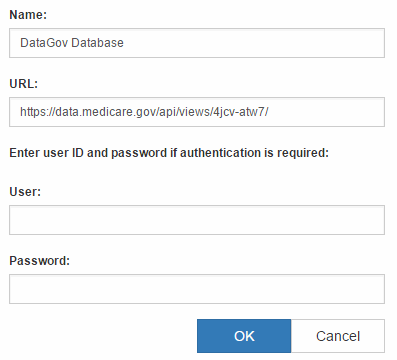 Name:
DataGov Database
URL:
https://data.medicare.gov/api/views/4jcv-atw7/
Enter user ID and password if authentication is required:
User:
Password:
OK Cancel